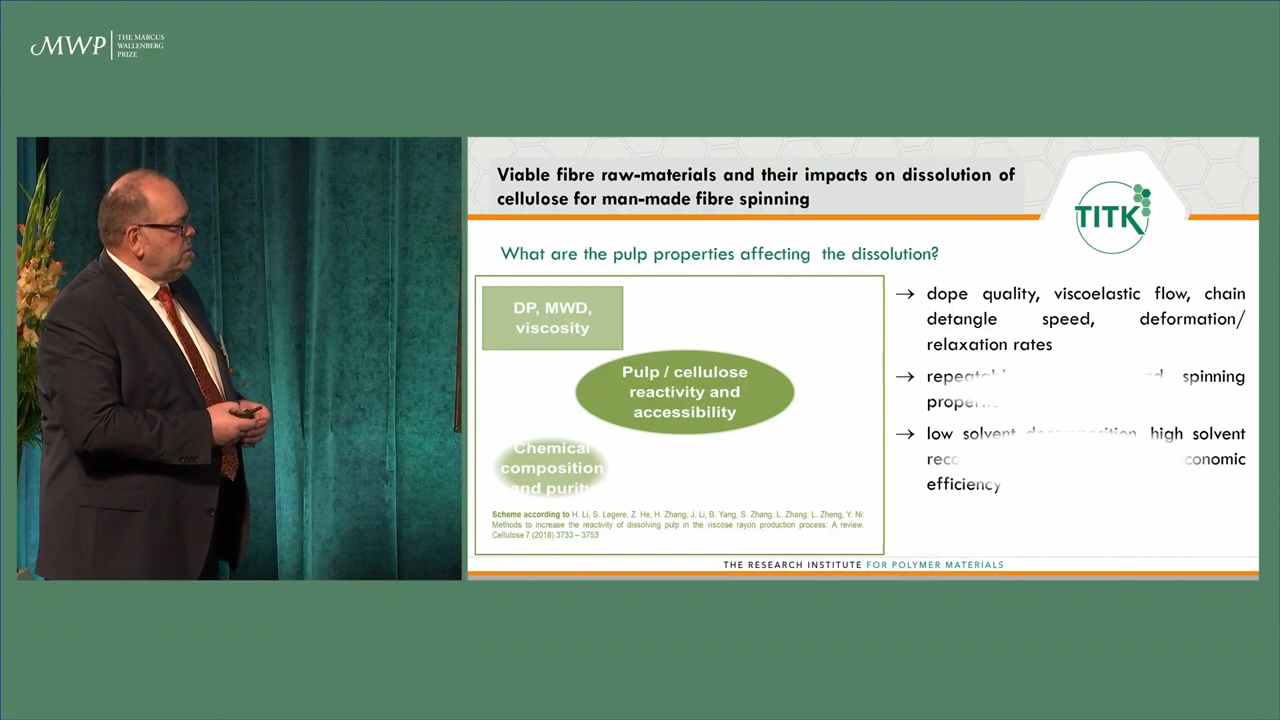 MWP
THE MARCUS
WALLENBERG
PRIZE
Viable fibre raw-materials and their impacts on dissolution of
cellulose for man-made fibre spinning
TITK
What are the pulp properties affecting the dissolution?
DP, MWD,
viscosity
Pulp / cellulose
reactivity and
accessibility
Chemical
composition
and purity
Scheme according to H. Li, S. Legere, Z. He, H. Zhang, J. Li, B. Yang, S. Zhang, L. Zhang, L. Zheng, Y. Ni:
Methods to increase the reactivity of dissolving pulp in the viscose rayon production process: A review.
Cellulose 7 (2018) 3733 – 3753
→ dope quality, viscoelastic flow, chain
detangle speed, deformation/
relaxation rates
→ spinning
→ low solvent high solvent
efficiency
THE RESEARCH INSTITUTE FOR POLYMER MATERIALS